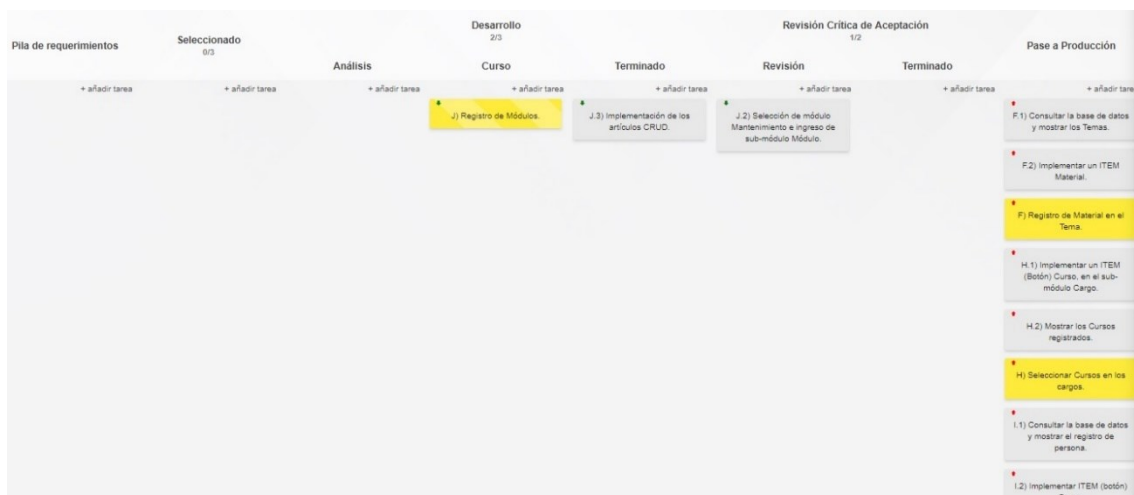 Pila de requerimientos
Seleccionado
0/3
Desarrollo
2/3
Análisis
Curso
Terminado
Revisión Crítica de Aceptación
1/2
Revisión
Terminado
Pase a Producción
+ añadir tarea
+ añadir tarea
+ añadir tarea
+ añadir tarea
+ añadir tarea
+ añadir tarea
+ añadir tarea
+ añadir tare
J) Registro de Módulos.
J.3) Implementación de los
artículos CRUD.
J.2) Selección de módulo
Mantenimiento e ingreso de
sub-módulo Módulo.
F.1) Consultar la base de datos
y mostrar los Temas.
F.2) Implementar un ITEM
Material.
F) Registro de Material en el
Tema.
H.1) Implementar un ITEM
(Botón) Curso, en el sub-
módulo Cargo.
H.2) Mostrar los Cursos
registrados.
H) Seleccionar Cursos en los
cargos.
I.1) Consultar la base de datos
y mostrar el registro de
persona.
I.2) Implementar ITEM (botón)